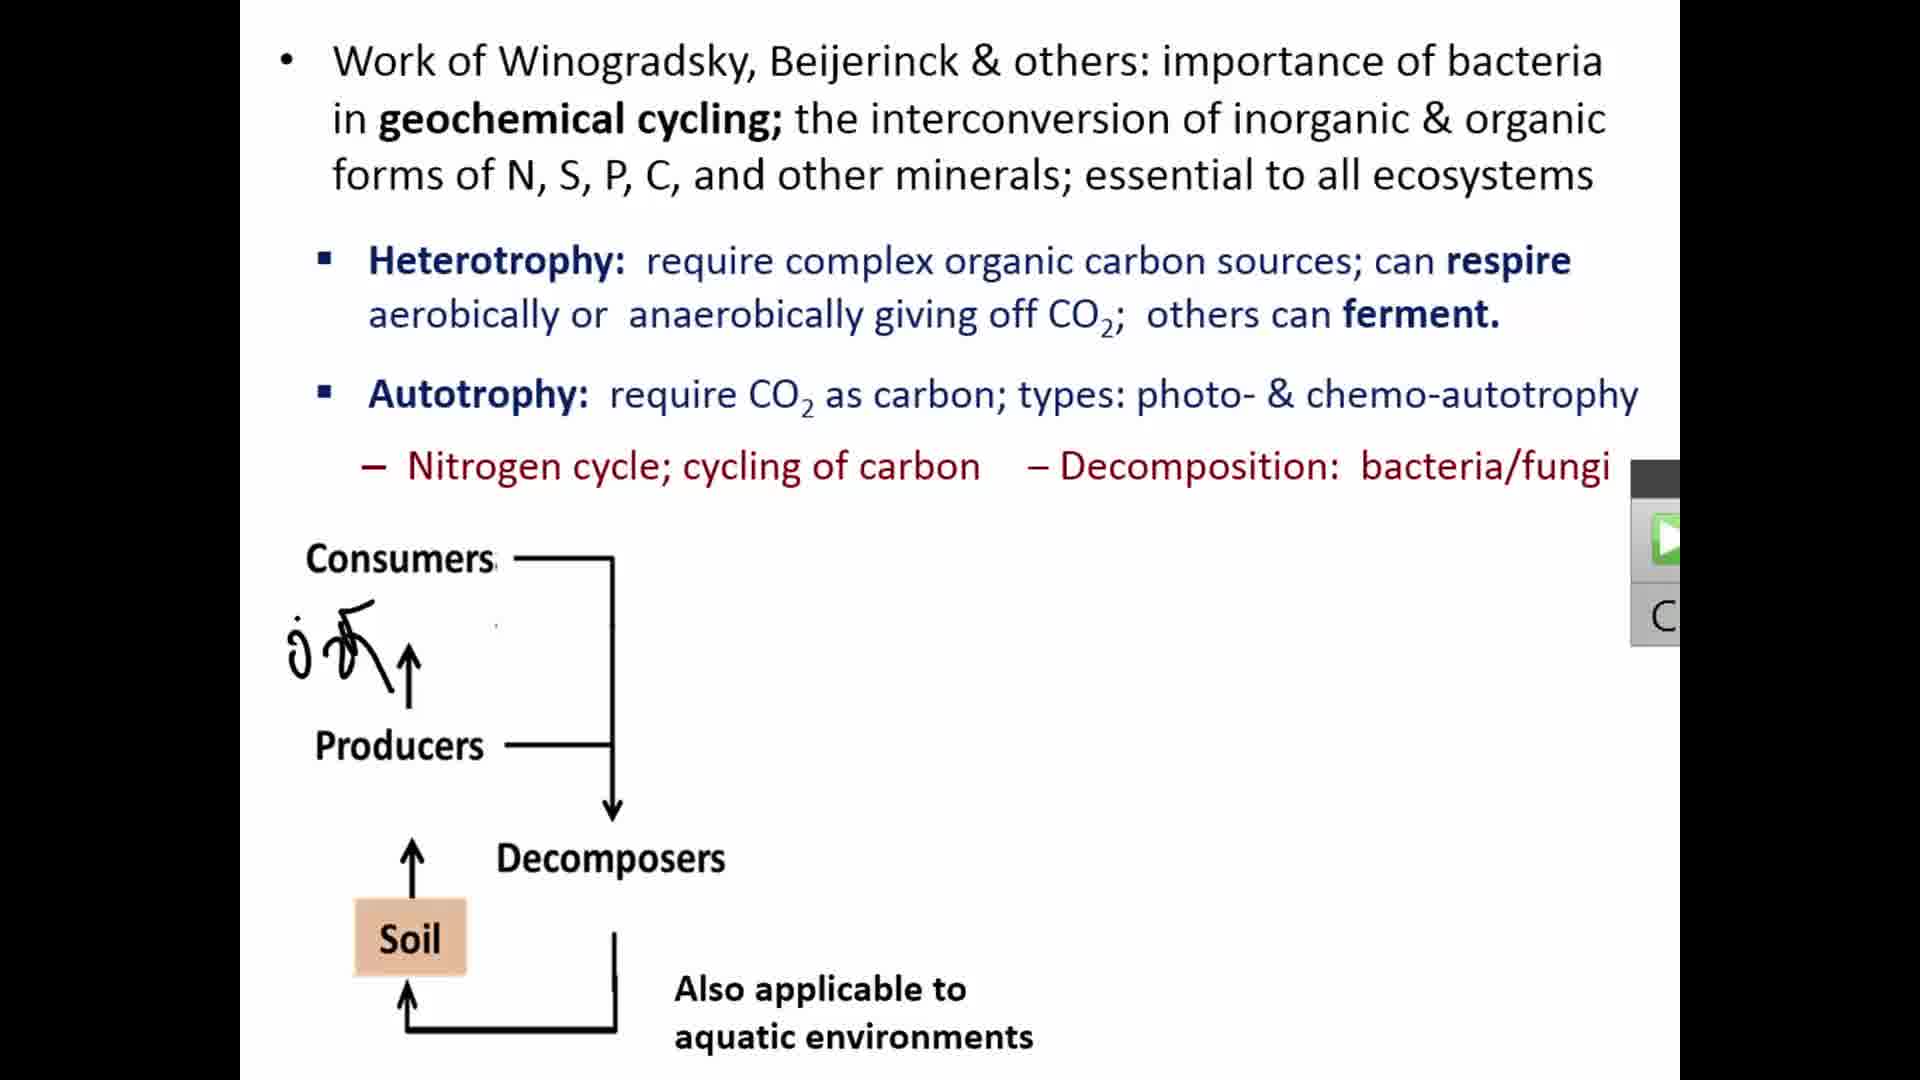 • Work of Winogradsky, Beijerinck & others: importance of bacteria
in geochemical cycling; the interconversion of inorganic & organic
forms of N, S, P, C, and other minerals; essential to all ecosystems
▪ Heterotrophy: require complex organic carbon sources; can respire
aerobically or anaerobically giving off CO₂; others can ferment.
▪ Autotrophy: require CO₂ as carbon; types: photo- & chemo-autotrophy
– Nitrogen cycle; cycling of carbon – Decomposition: bacteria/fungi
Consumers
Producers
Decomposers
Soil
Also applicable to
aquatic environments